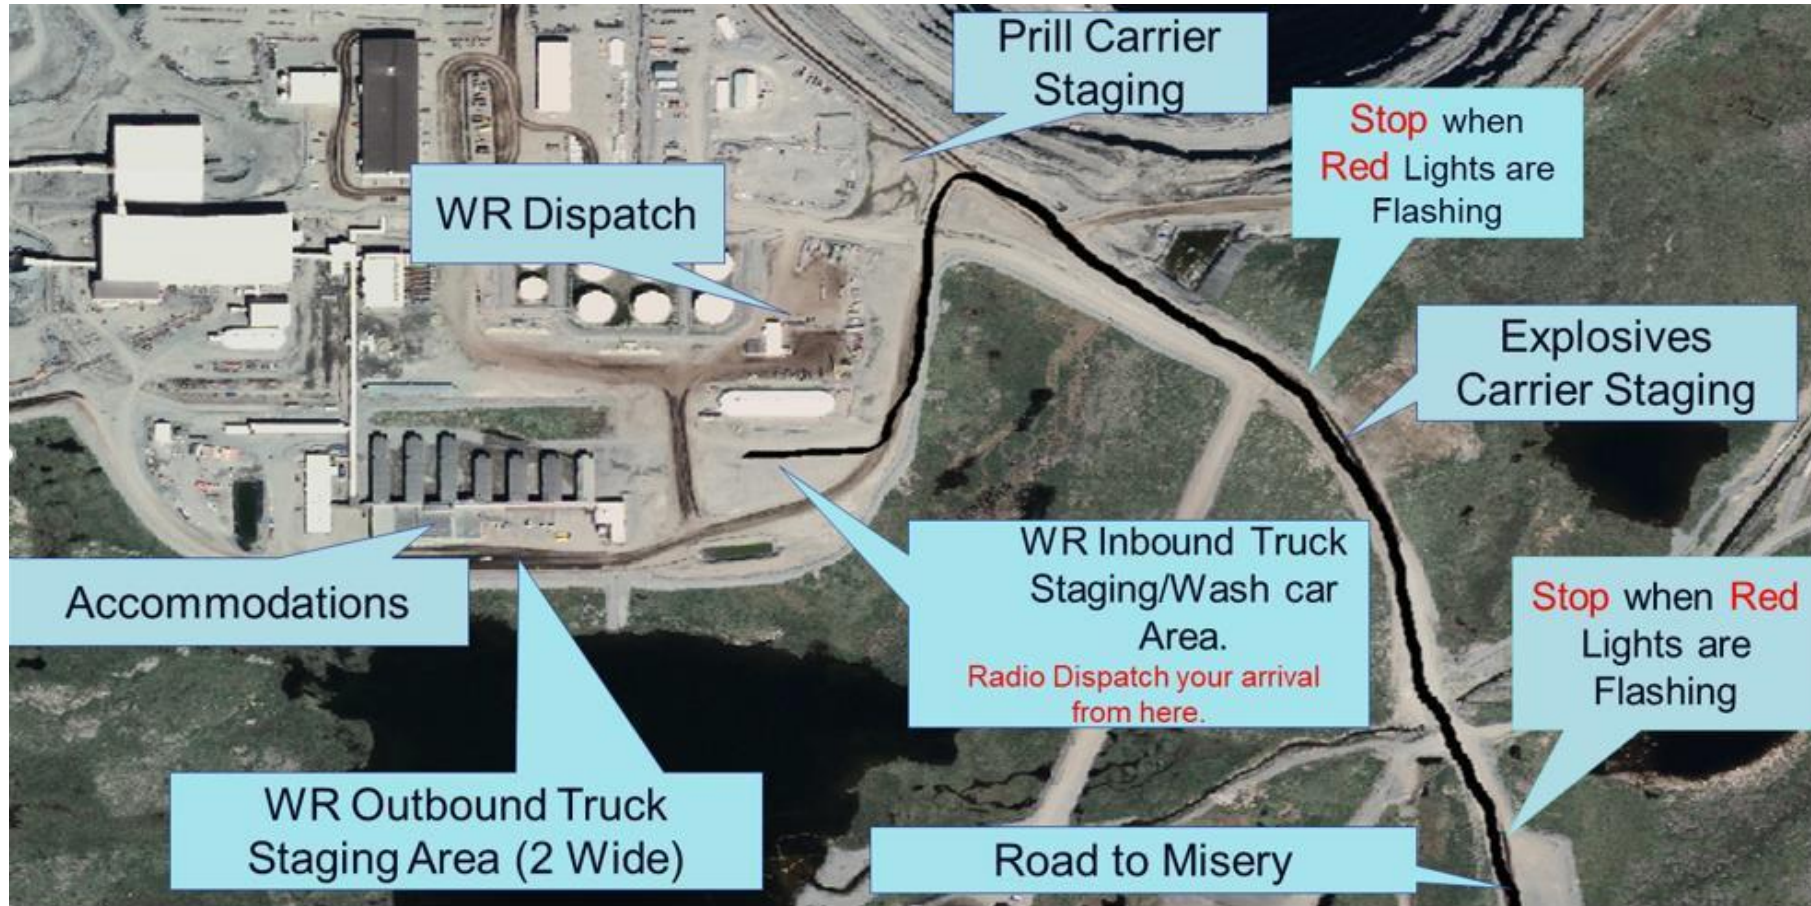 Prill Carrier
Staging
Stop when
Red Lights are
Flashing
WR Dispatch
Explosives
Carrier Staging
WR Inbound Truck
Staging/Wash car
Area.
Radio Dispatch your arrival
from here.
Accommodations
Stop when Red
Lights are
Flashing
WR Outbound Truck
Staging Area (2 Wide)
Road to Misery